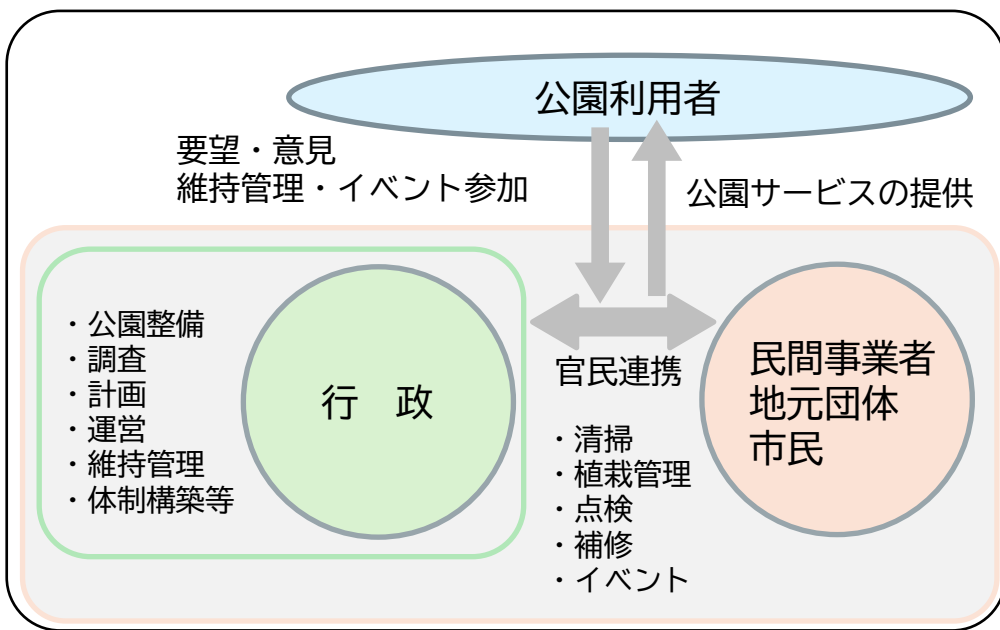 公園利用者
要望・意見
維持管理・イベント参加
公園サービスの提供
・公園整備
・調査
・計画
・運営
・維持管理
・体制構築等
行　政
官民連携
・清掃
・植栽管理
・点検
・補修
・イベント
民間事業者
地元団体
市民